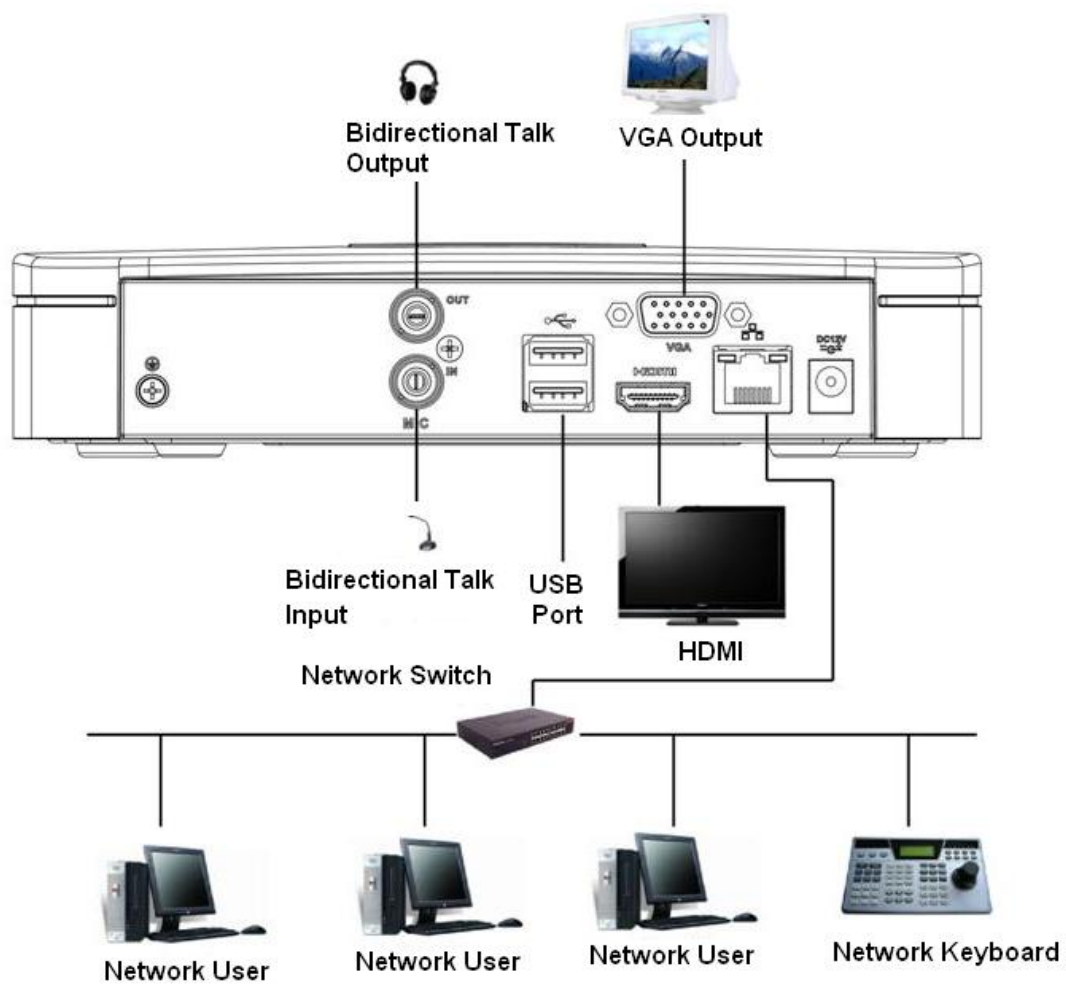 Bidirectional Talk
Output
VGA Output
OUT
VGA
DC12V
IN
HDMI
MIC
Bidirectional Talk
Input
USB
Port
HDMI
Network Switch
Network User
Network User
Network User
Network Keyboard